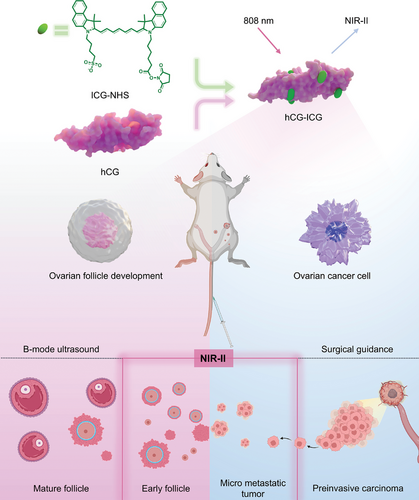 808 nm
NIR-II
ICG-NHS
hCG-ICG
hCG
Ovarian follicle development
Ovarian cancer cell
B-mode ultrasound
NIR-II
Surgical guidance
Mature follicle
Early follicle
Micro metastatic
tumor
Preinvasive carcinoma